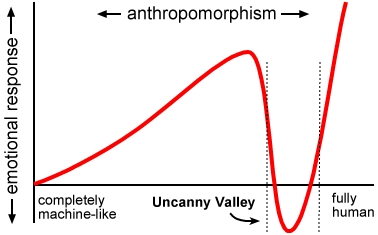 anthropomorphism
emotional response
completely
machine-like
Uncanny Valley
fully
human